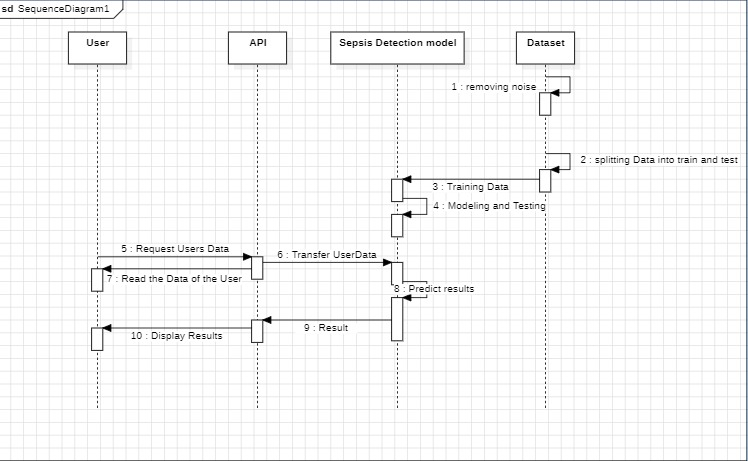 sd SequenceDiagram1
User
API
Sepsis Detection model
Dataset
1 : removing noise
2 : splitting Data into train and test
3 : Training Data
4 : Modeling and Testing
5 : Request Users Data
6 : Transfer UserData
7 : Read the Data of the User
8 : Predict results
9 : Result
10 : Display Results